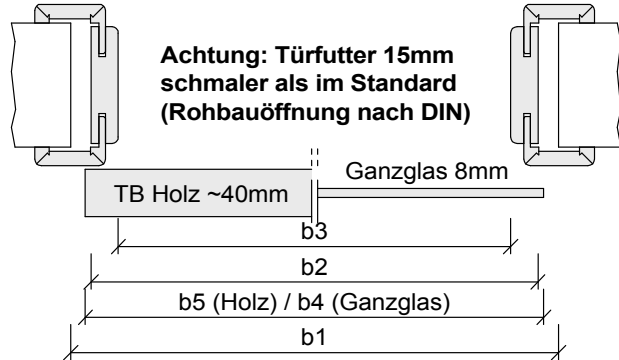 Achtung: Türfutter 15mm
schmaler als im Standard
(Rohbauöffnung nach DIN)
Ganzglas 8mm
TB Holz ~40mm
b3
b2
b5 (Holz) / b4 (Ganzglas)
b1